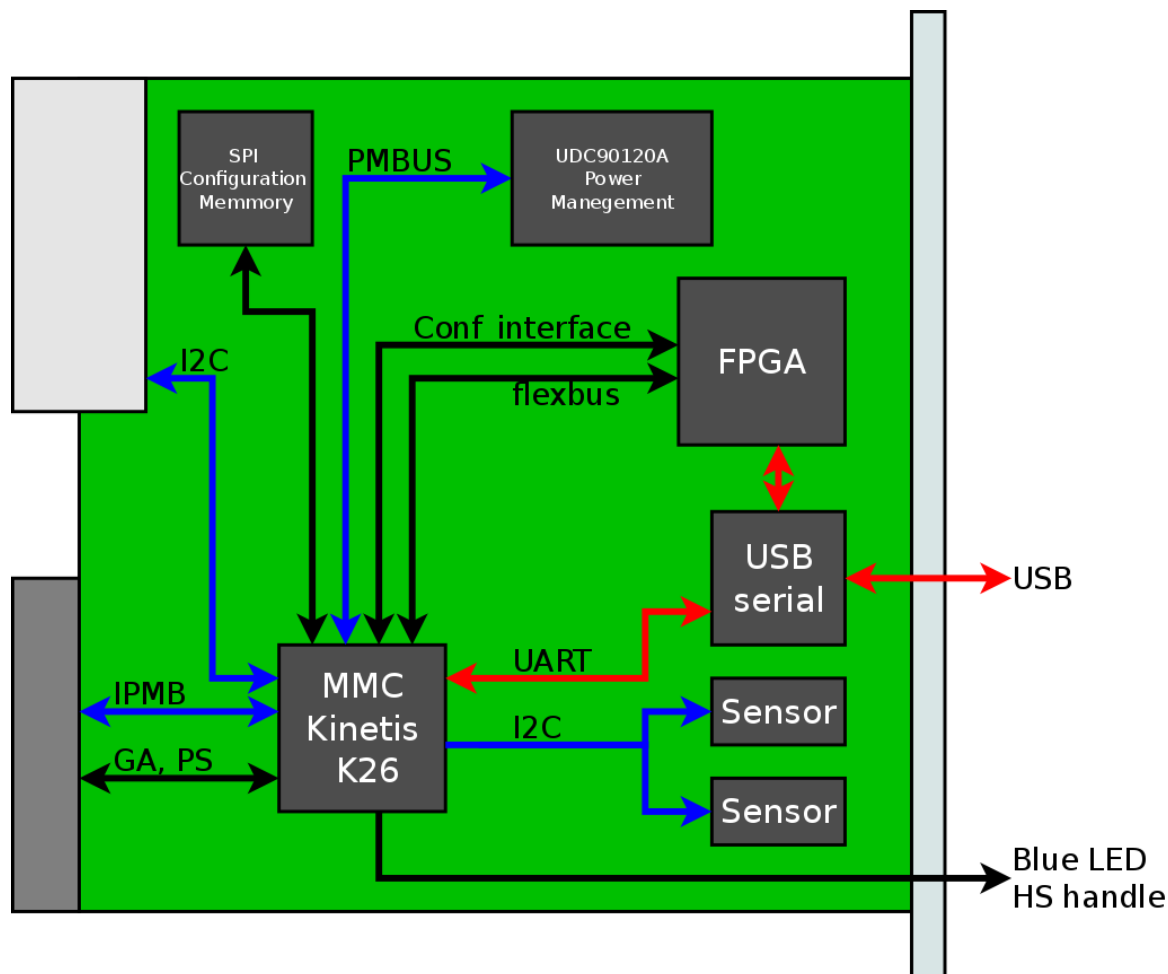 SPI
Configuration
Memmory
PMBUS
UDC90120A
Power
Manegement
I2C
Conf interface
flexbus
FPGA
USB
serial
USB
UART
MMC
Kinetis
K26
IPMB
GA, PS
I2C
Sensor
Sensor
Blue LED
HS handle